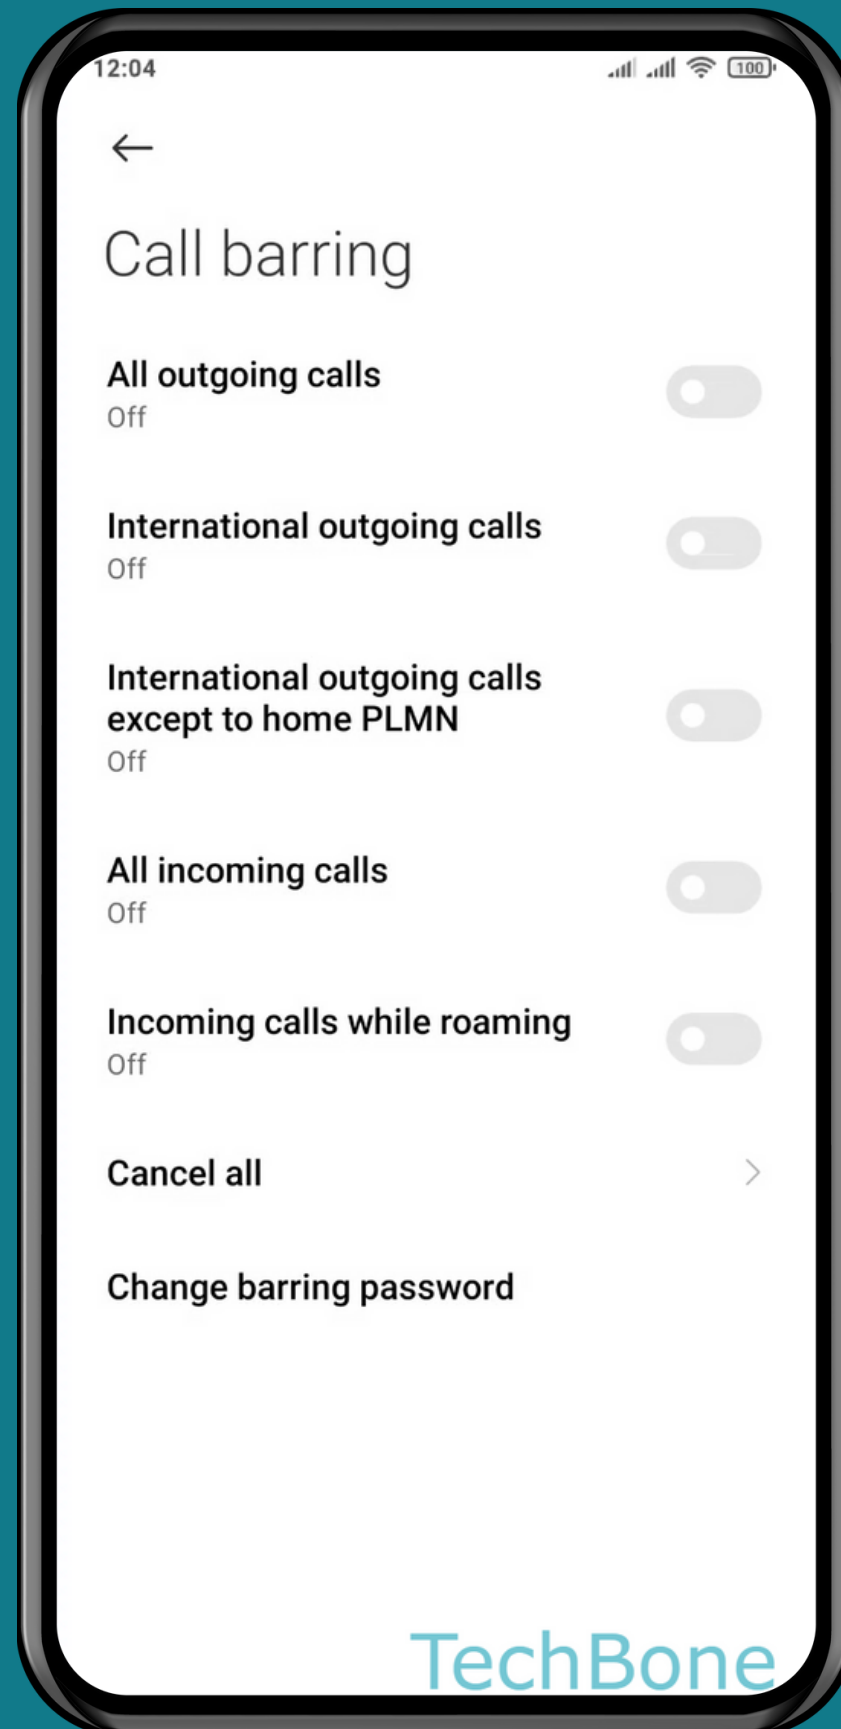 12:04
100
Call barring
All outgoing calls
Off
International outgoing calls
Off
International outgoing calls
except to home PLMN
Off
All incoming calls
Off
Incoming calls while roaming
Off
Cancel all
Change barring password
TechBone